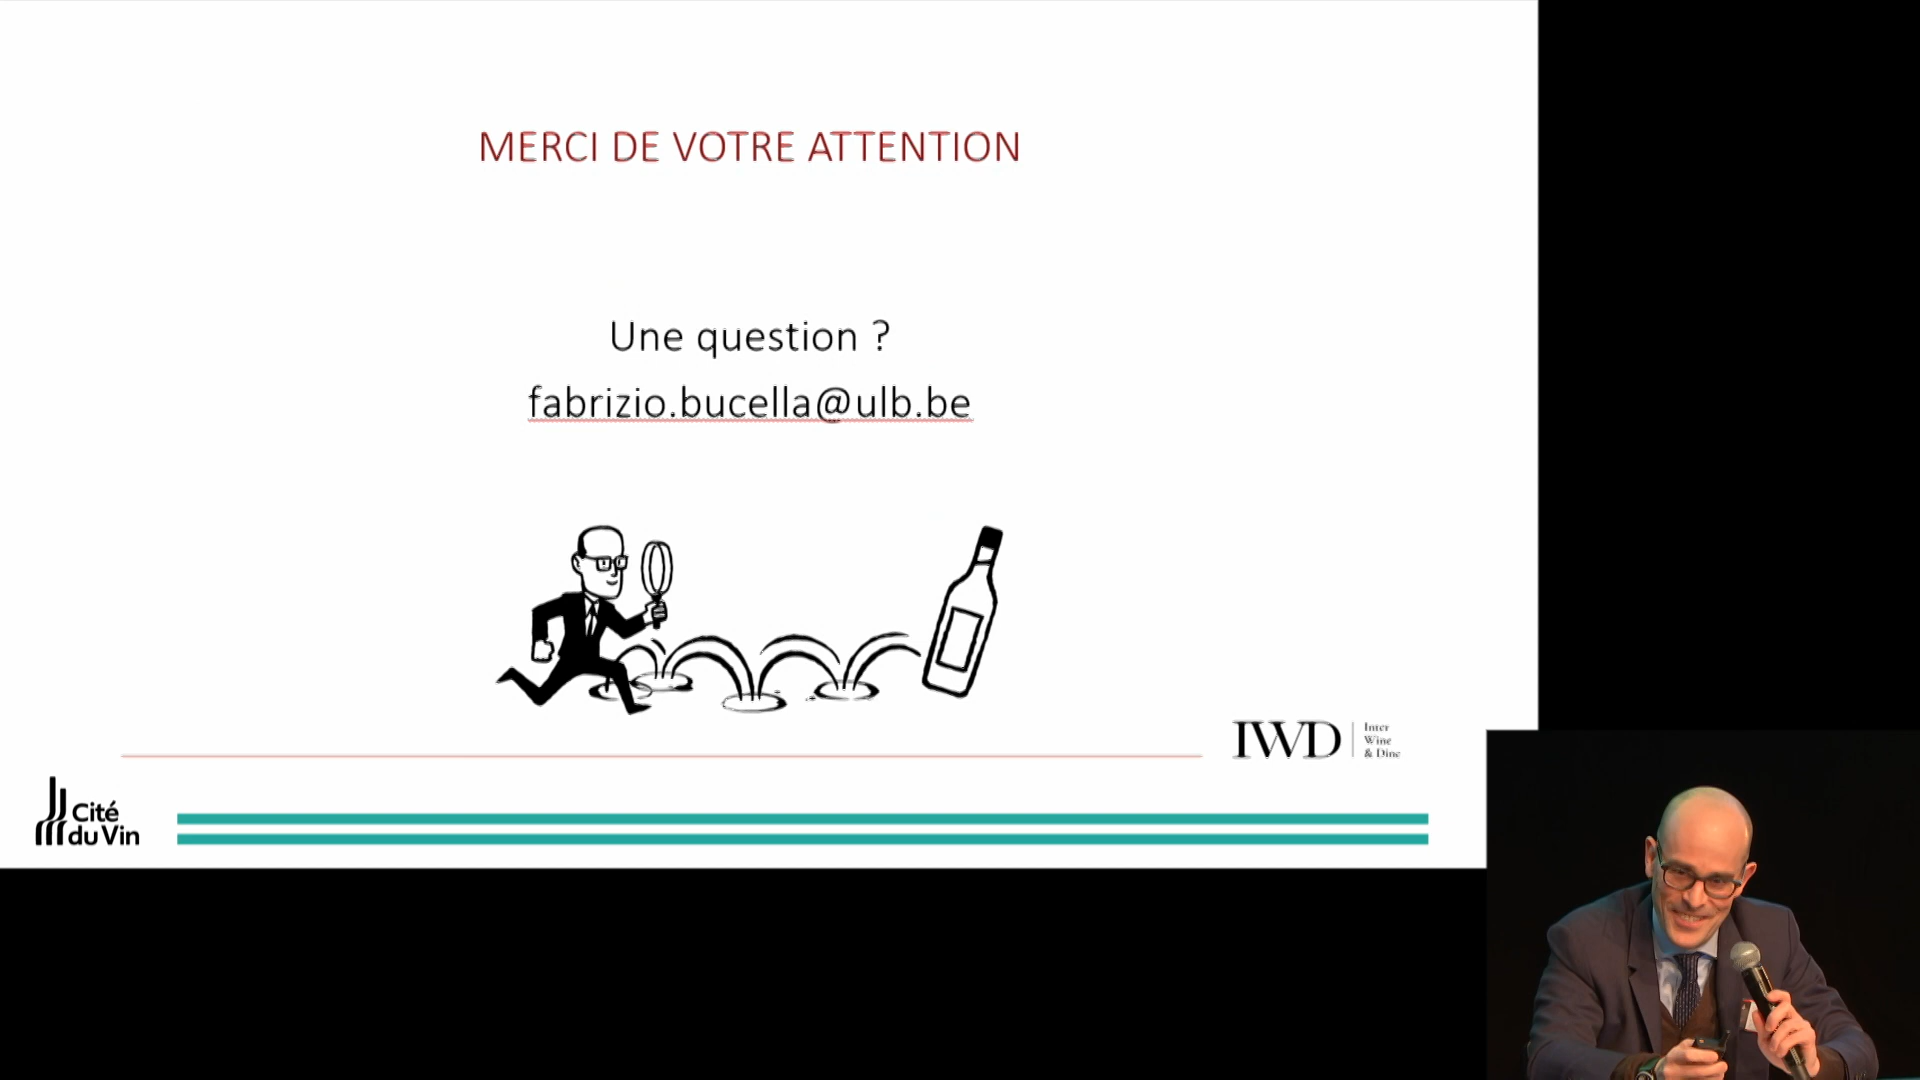 MERCI DE VOTRE ATTENTION
Une question ?
fabrizio.bucella@ulb.be
IWD
Inter
Wine
& Dine
Cité
du Vin